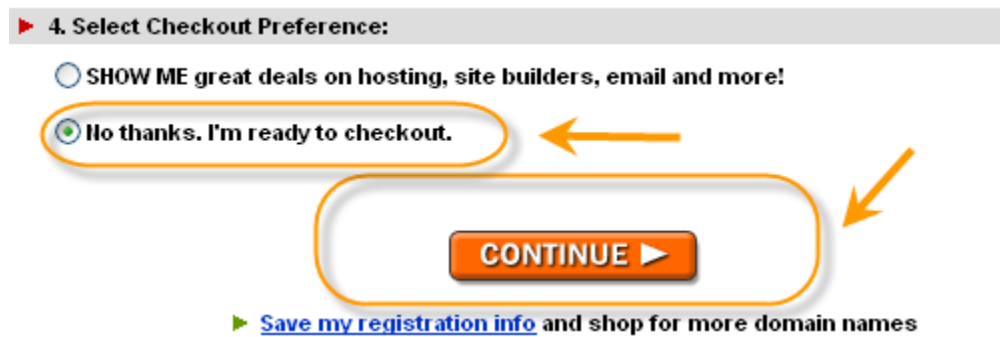 4. Select Checkout Preference:
SHOW ME great deals on hosting, site builders, email and more!
No thanks. I'm ready to checkout.
CONTINUE
Save my registration info and shop for more domain names